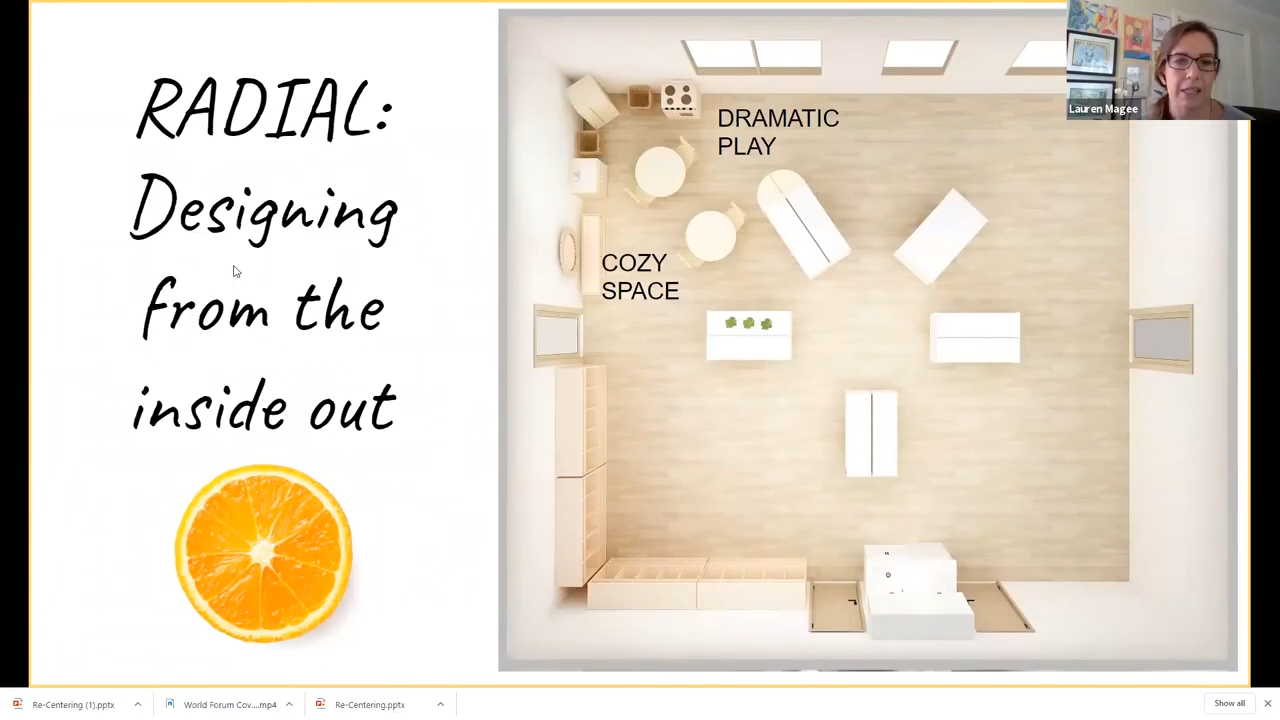 RADIAL:
Designing
from the
inside out
DRAMATIC
PLAY
COZY
SPACE
Lauren Magee
Re-Centering (1).pptx
World Forum Cov....mp4
Re-Centering.pptx
Show all